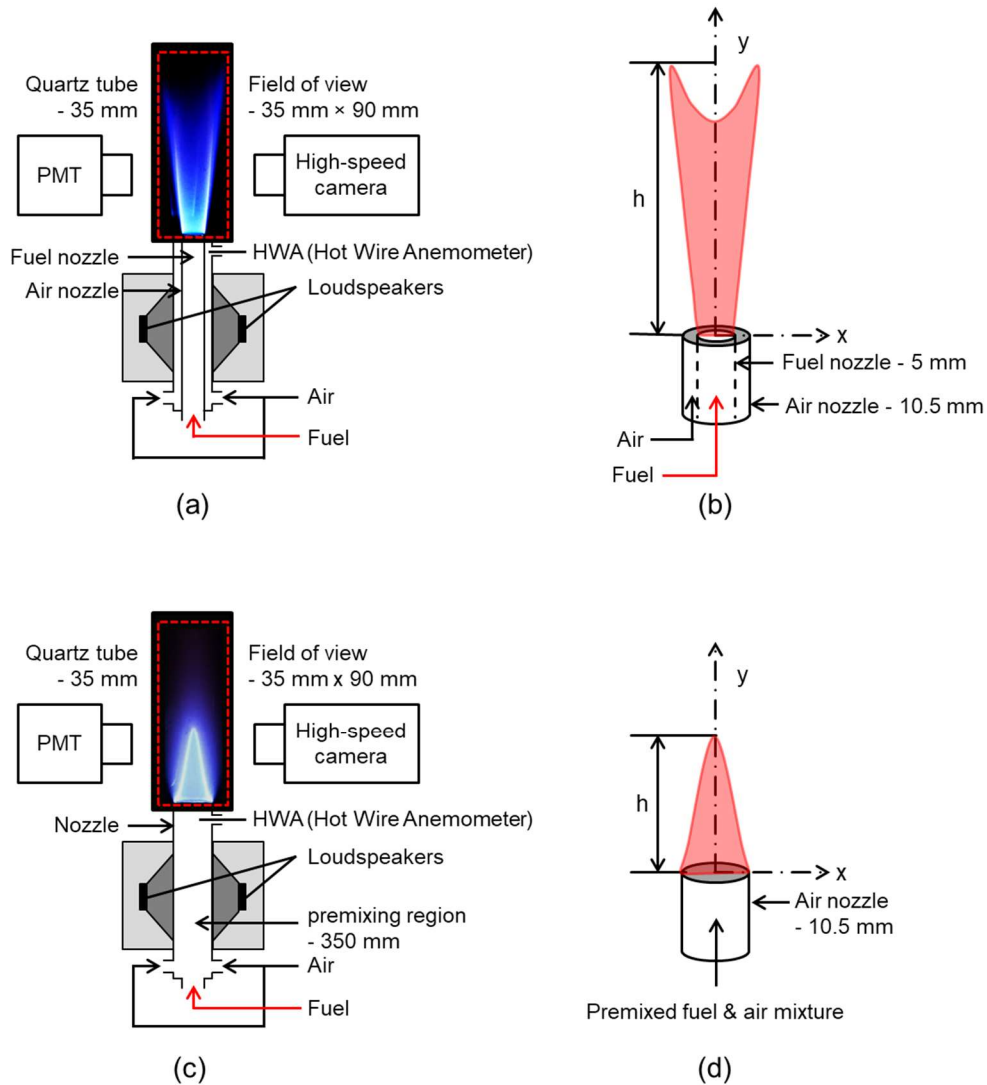 Quartz tube
- 35 mm
Field of view
- 35 mm × 90 mm
PMT
High-speed
camera
Fuel nozzle
HWA (Hot Wire Anemometer)
Air nozzle
Loudspeakers
Air
Fuel
(a)
y
h
x
Fuel nozzle - 5 mm
Air nozzle - 10.5 mm
Air
Fuel
(b)
Quartz tube
- 35 mm
Field of view
- 35 mm x 90 mm
PMT
High-speed
camera
Nozzle
HWA (Hot Wire Anemometer)
Loudspeakers
premixing region
- 350 mm
Air
Fuel
(c)
y
h
x
Air nozzle
- 10.5 mm
Premixed fuel & air mixture
(d)